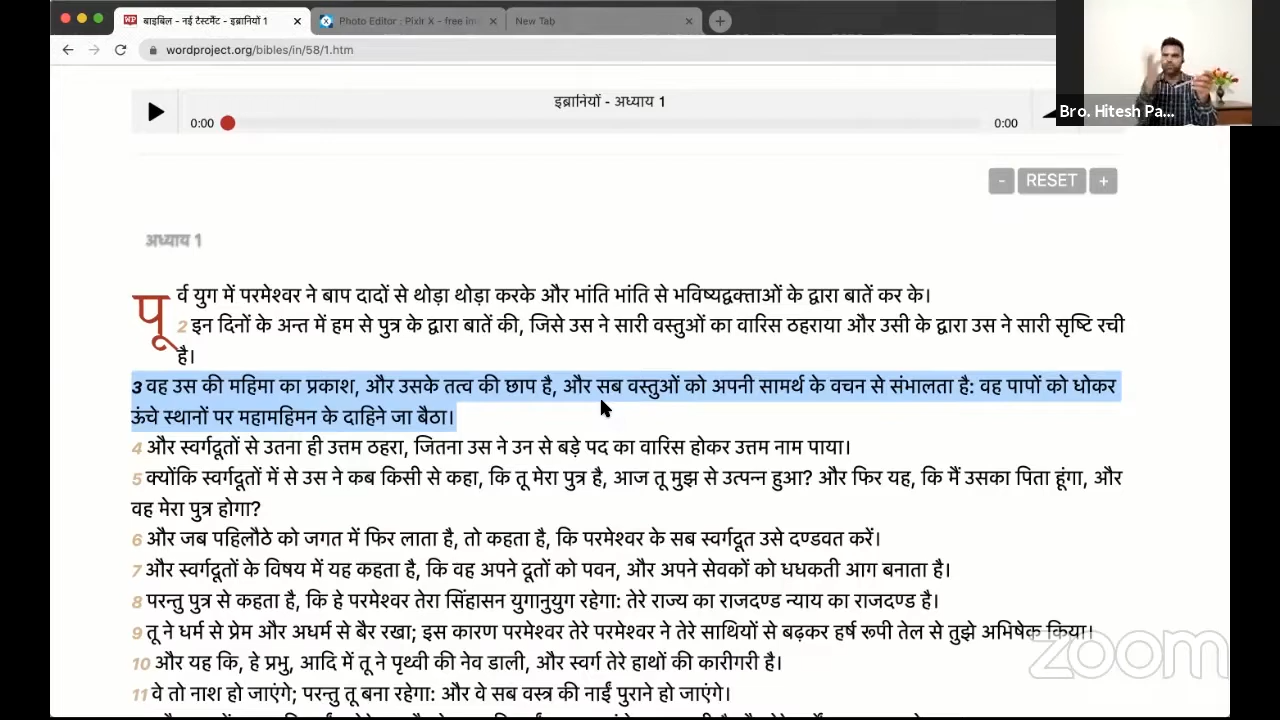 बाइबिल - नई टैस्टमैंट - इब्रानियों 1
Photo Editor : Pixlr X - free im
New Tab
wordproject.org/bibles/in/58/1.htm
Bro. Hitesh Pa...
इब्रानियों - अध्याय 1
0:00
0:00
- RESET +
अध्याय 1
पूर्व युग में परमेश्वर ने बाप दादों से थोड़ा थोड़ा करके और भांति भांति से भविष्यद्वक्ताओं के द्वारा बातें कर के।
2 इन दिनों के अन्त में हम से पुत्र के द्वारा बातें की, जिसे उस ने सारी वस्तुओं का वारिस ठहराया और उसी के द्वारा उस ने सारी सृष्टि रची
है।
3 वह उस की महिमा का प्रकाश, और उसके तत्व की छाप है, और सब वस्तुओं को अपनी सामर्थ के वचन से संभालता है: वह पापों को धोकर
ऊंचे स्थानों पर महामहिमन के दाहिने जा बैठा।
4 और स्वर्गदूतों से उतना ही उत्तम ठहरा, जितना उस ने उन से बड़े पद का वारिस होकर उत्तम नाम पाया।
5 क्योंकि स्वर्गदूतों में से उस ने कब किसी से कहा, कि तू मेरा पुत्र है, आज तू मुझ से उत्पन्न हुआ? और फिर यह, कि मैं उसका पिता हूंगा, और
वह मेरा पुत्र होगा?
6 और जब पहिलौठे को जगत में फिर लाता है, तो कहता है, कि परमेश्वर के सब स्वर्गदूत उसे दण्डवत करें।
7 और स्वर्गदूतों के विषय में यह कहता है, कि वह अपने दूतों को पवन, और अपने सेवकों को धधकती आग बनाता है।
8 परन्तु पुत्र से कहता है, कि हे परमेश्वर तेरा सिंहासन युगानुयुग रहेगा: तेरे राज्य का राजदण्ड न्याय का राजदण्ड है।
9 तू ने धर्म से प्रेम और अधर्म से बैर रखा; इस कारण परमेश्वर तेरे परमेश्वर ने तेरे साथियों से बढ़कर हर्ष रूपी तेल से तुझे अभिषेक किया।
10 और यह कि, हे प्रभु, आदि में तू ने पृथ्वी की नेव डाली, और स्वर्ग तेरे हाथों की कारीगरी है।
11 वे तो नाश हो जाएंगे; परन्तु तू बना रहेगा: और वे सब वस्त्र की नाईं पुराने हो जाएंगे।
zoom